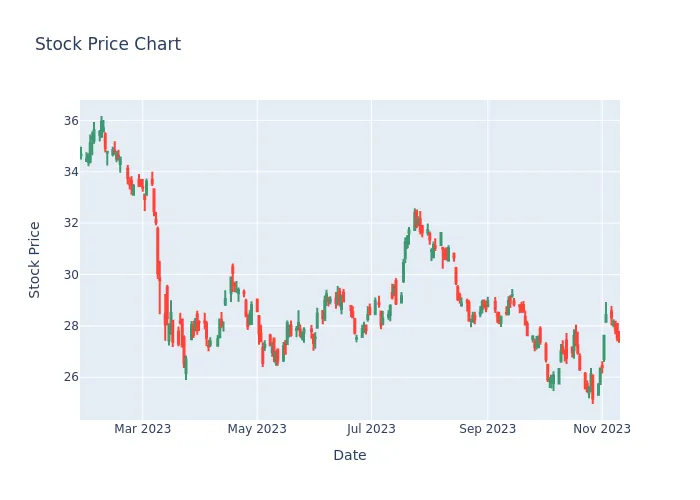 Stock Price Chart
36
34
32
30
28
26
Stock Price
Mar 2023
May 2023
Jul 2023
Sep 2023
Nov 2023
Date